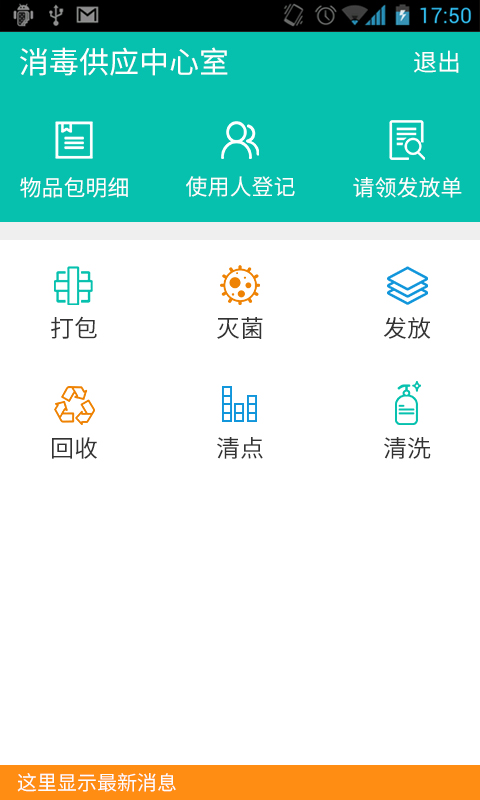 17:50
消毒供应中心室 退出
物品包明细 使用人登记 请领发放单
打包 灭菌 发放
回收 清点 清洗
这里显示最新消息